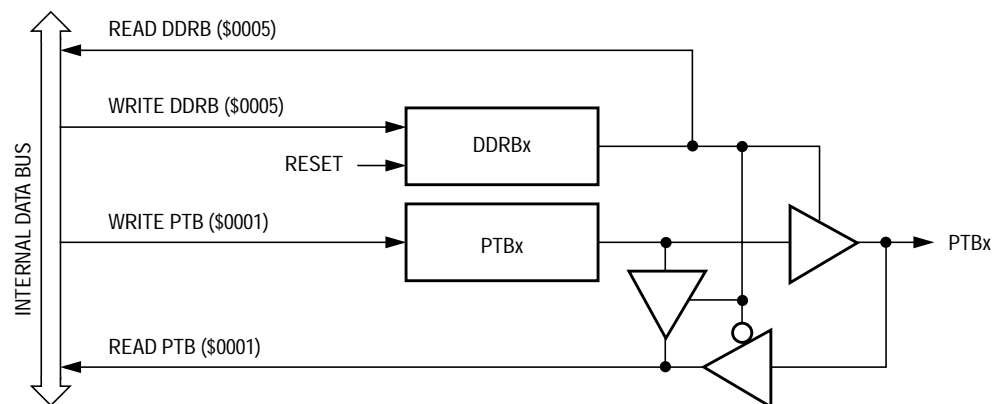 READ DDRB ($0005)
WRITE DDRB ($0005)
DDRBx
RESET
INTERNAL DATA BUS
WRITE PTB ($0001)
PTBx
PTBx
READ PTB ($0001)